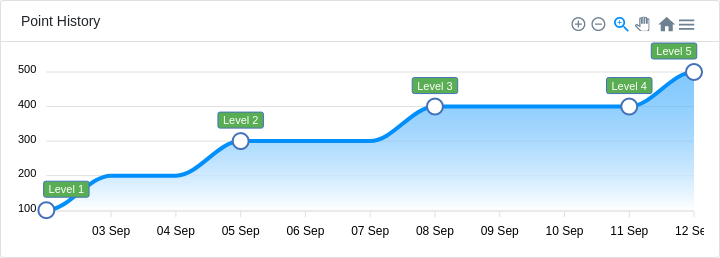 Point History
Level 5
500
Level 3
Level 4
400
Level 2
300
200
Level 1
100
03 Sep 04 Sep 05 Sep 06 Sep 07 Sep 08 Sep 09 Sep 10 Sep 11 Sep 12 Se